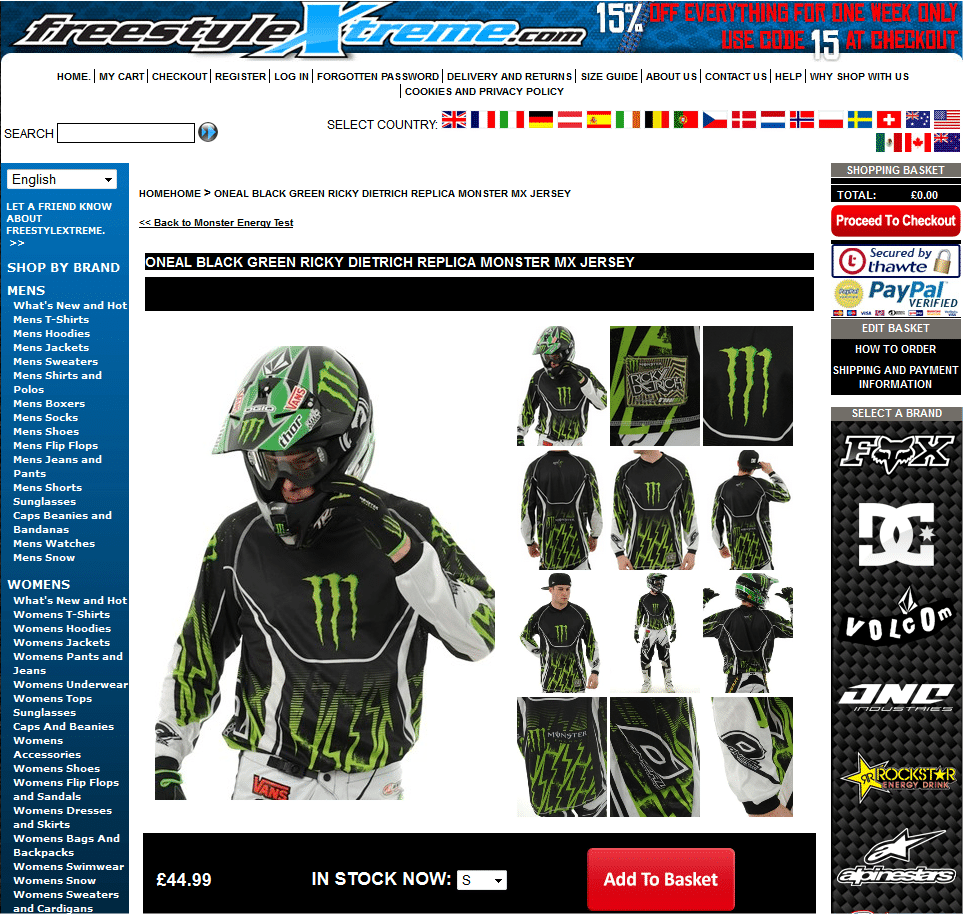 freestyleXtreme.com
15% OFF EVERYTHING FOR ONE WEEK ONLY
USE CODE 15 AT CHECKOUT
HOME. MY CART CHECKOUT REGISTER LOG IN FORGOTTEN PASSWORD DELIVERY AND RETURNS SIZE GUIDE ABOUT US CONTACT US HELP WHY SHOP WITH US
COOKIES AND PRIVACY POLICY
SEARCH
SELECT COUNTRY:
English
LET A FRIEND KNOW
ABOUT
FREESTYLEXTREME.
>>
SHOP BY BRAND
MENS
What's New and Hot
Mens T-Shirts
Mens Hoodies
Mens Jackets
Mens Sweaters
Mens Shirts and
Polos
Mens Boxers
Mens Socks
Mens Shoes
Mens Flip Flops
Mens Jeans and
Pants
Mens Shorts
Sunglasses
Caps Beanies and
Bandanas
Mens Watches
Mens Snow
WOMENS
What's New and Hot
Womens T-Shirts
Womens Hoodies
Womens Jackets
Womens Pants and
Jeans
Womens Underwear
Womens Tops
Sunglasses
Caps And Beanies
Womens
Accessories
Womens Shoes
Womens Flip Flops
and Sandals
Womens Dresses
and Skirts
Womens Bags And
Backpacks
Womens Swimwear
Womens Snow
Womens Sweaters
and Cardigans
HOMEHOME > ONEAL BLACK GREEN RICKY DIETRICH REPLICA MONSTER MX JERSEY
<< Back to Monster Energy Test
ONEAL BLACK GREEN RICKY DIETRICH REPLICA MONSTER MX JERSEY
VANS
OGIO
thor
VANS
RICKY
DIETRICH
MONSTER
£44.99
IN STOCK NOW: S
Add To Basket
SHOPPING BASKET
TOTAL: £0.00
Proceed To Checkout
Secured by
thawte
PayPal
VERIFIED
EDIT BASKET
HOW TO ORDER
SHIPPING AND PAYMENT
INFORMATION
SELECT A BRAND
FOX
DC
VOLCOM
JNC
INDUSTRIES
ROCKSTAR
ENERGY DRINK
alpinestars